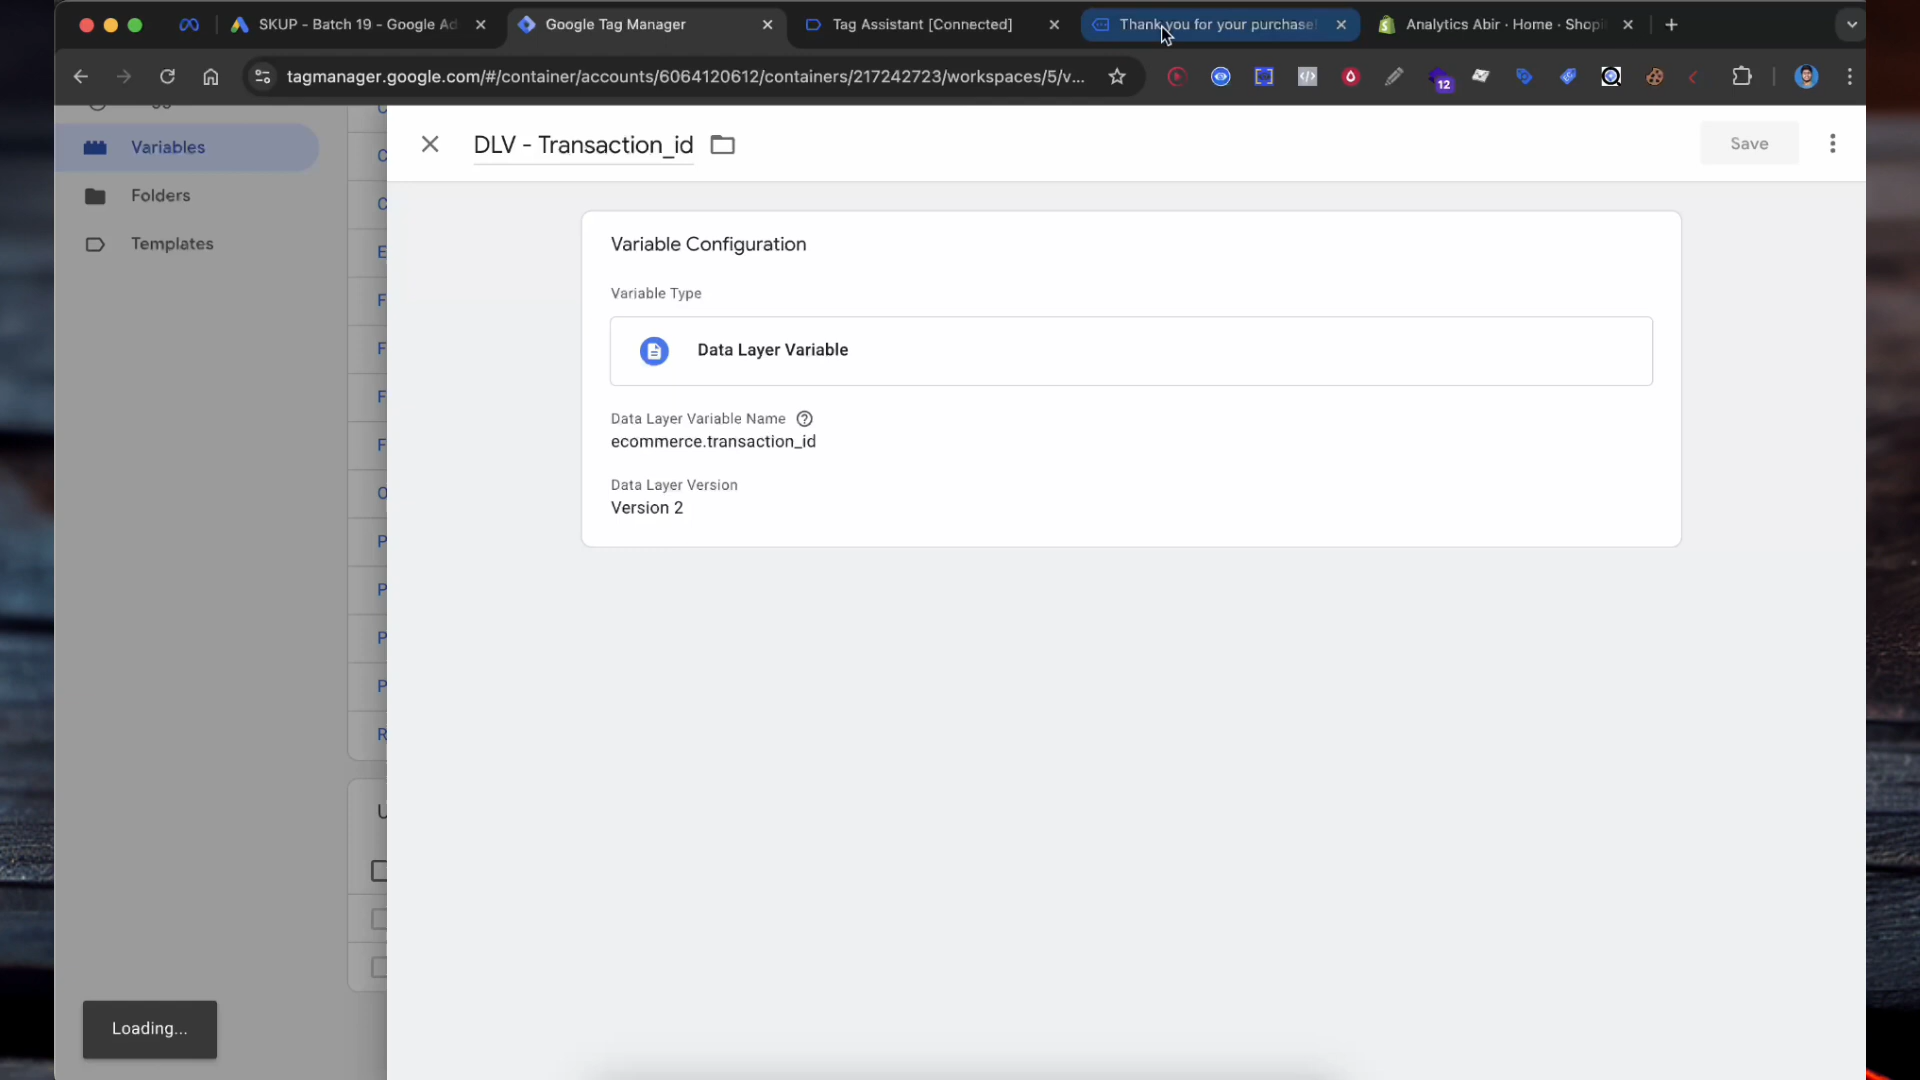 SKUP - Batch 19 - Google Ad
Google Tag Manager
Tag Assistant [Connected]
Thank you for your purchase!
Analytics Abir · Home · Shopi
tagmanager.google.com/#/container/accounts/6064120612/containers/217242723/workspaces/5/v...
12
Variables
Folders
Templates
DLV - Transaction_id
Save
Variable Configuration
Variable Type
Data Layer Variable
Data Layer Variable Name
ecommerce.transaction_id
Data Layer Version
Version 2
C
C
C
E
F
F
F
F
O
P
P
P
P
R
U
Loading...